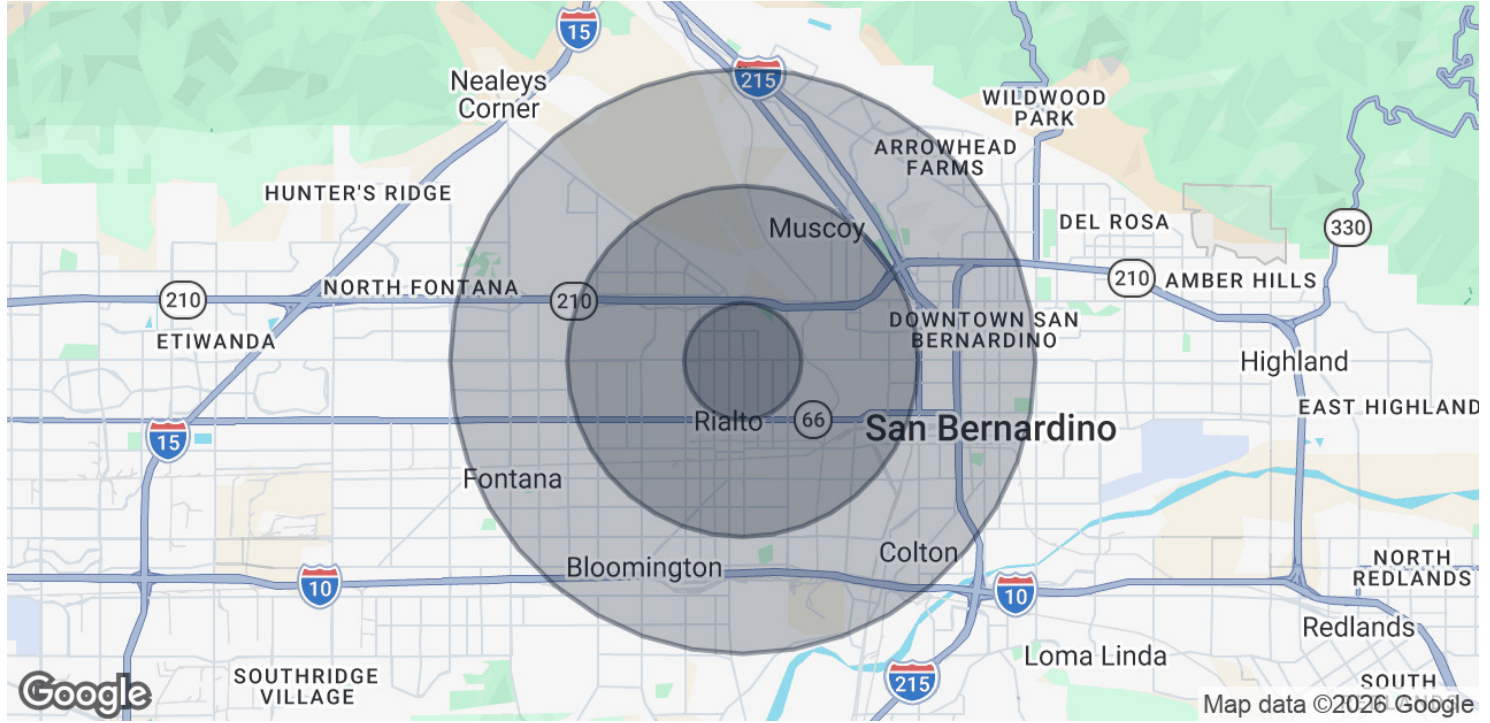 15
Nealeys
Corner
215
WILDWOOD
PARK
ARROWHEAD
FARMS
HUNTER'S RIDGE
Muscoy
DEL ROSA
330
NORTH FONTANA
210
210
210
AMBER HILLS
ETIWANDA
DOWNTOWN SAN
BERNARDINO
Highland
Rialto
66
San Bernardino
EAST HIGHLAND
15
Fontana
Bloomington
Colton
10
10
NORTH
REDLANDS
Redlands
Loma Linda
SOUTHRIDGE
VILLAGE
215
SOUTH
Google
Map data ©2026 Google